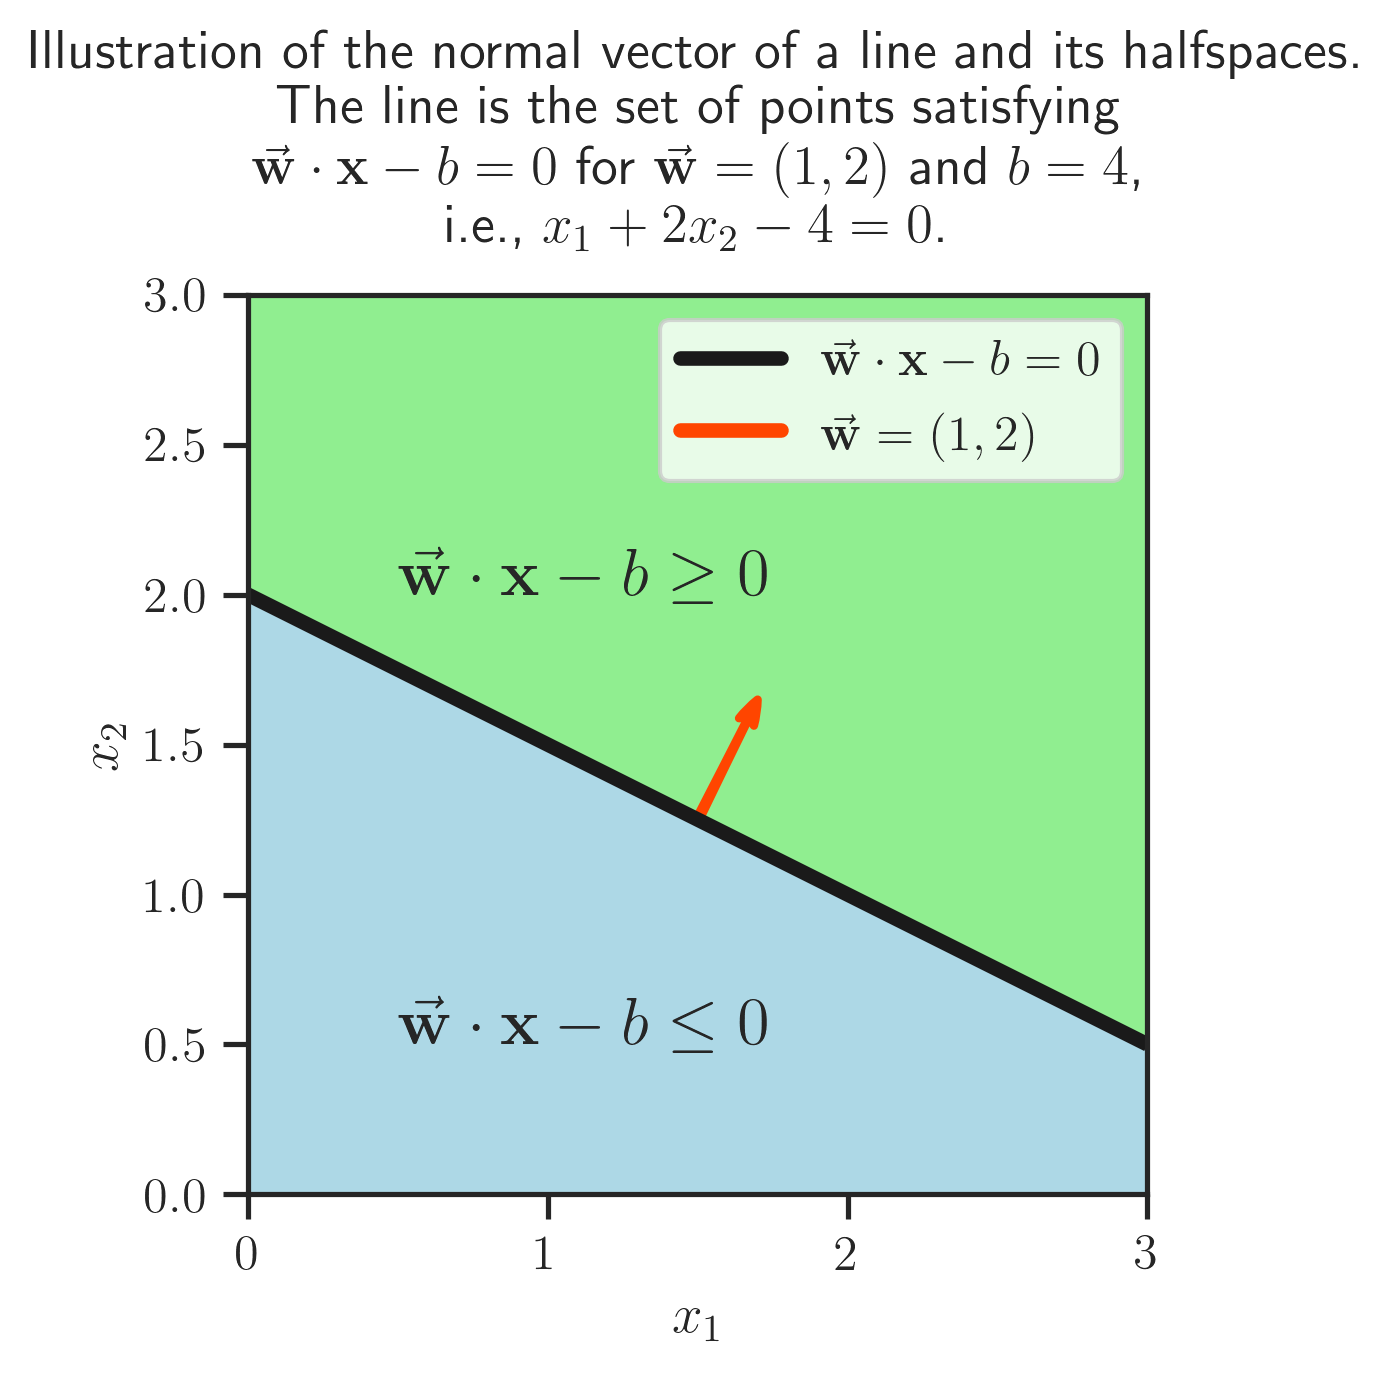 Illustration of the normal vector of a line and its halfspaces.
The line is the set of points satisfying
$\vec{\mathbf{w}} \cdot \mathbf{x} - b = 0$ for $\vec{\mathbf{w}} = (1, 2)$ and $b = 4$,
i.e., $x_1 + 2x_2 - 4 = 0$.
3.0
$\vec{\mathbf{w}} \cdot \mathbf{x} - b = 0$
$\vec{\mathbf{w}} = (1, 2)$
2.5
$\vec{\mathbf{w}} \cdot \mathbf{x} - b \geq 0$
2.0
$x_2$
1.5
1.0
$\vec{\mathbf{w}} \cdot \mathbf{x} - b \leq 0$
0.5
0.0
0 1 2 3
$x_1$